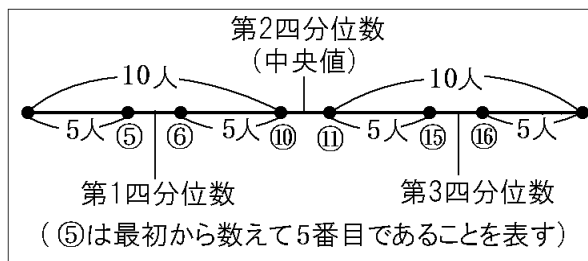 第2四分位数
(中央値)
10人 10人
5人 ⑤ ⑥ 5人 ⑩ ⑪ 5人 ⑮ ⑯ 5人
第1四分位数 第3四分位数
(⑤は最初から数えて5番目であることを表す)